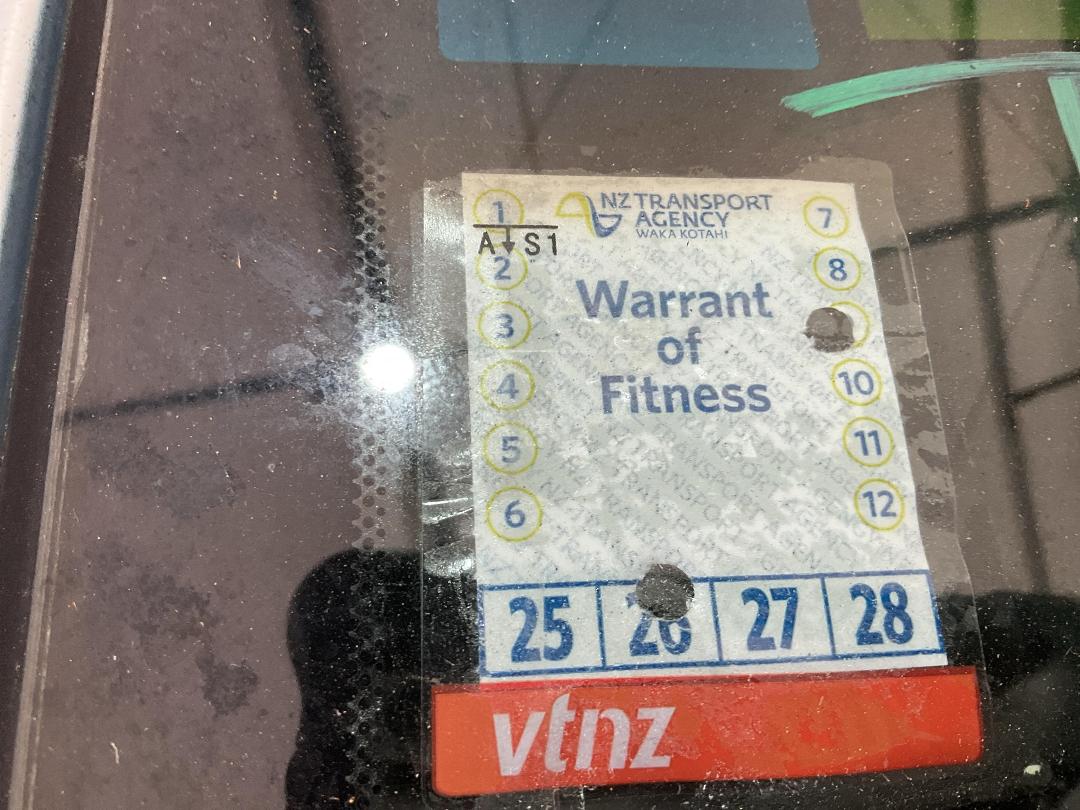 1
NZ TRANSPORT
AGENCY
WAKA KOTAHI
7
A S1
2
8
Warrant
of
Fitness
3
4
10
5
11
6
12
25 26 27 28
vtnz